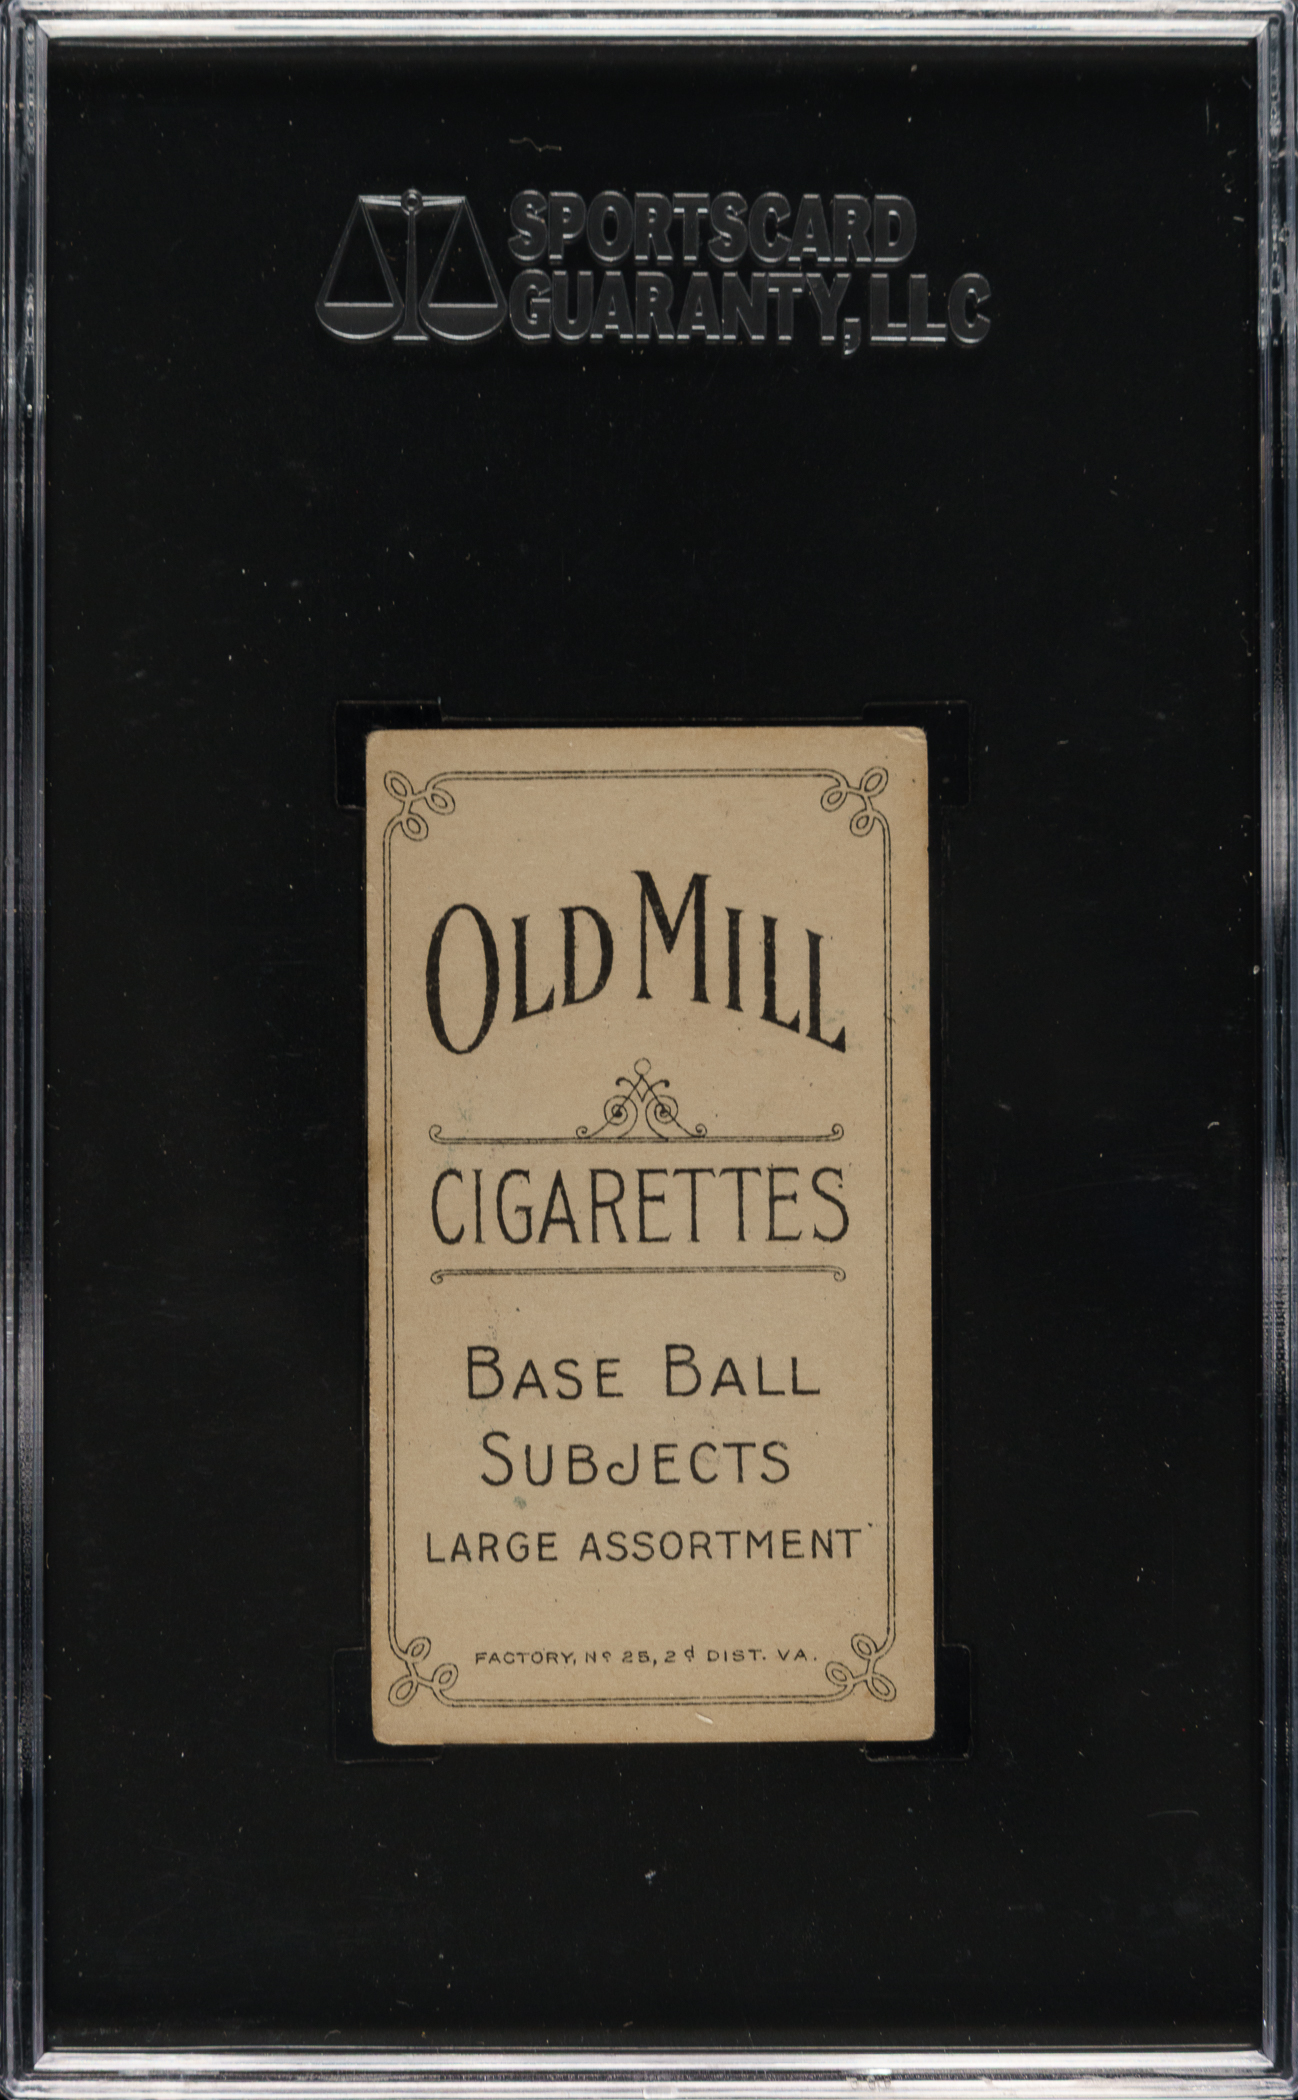 SPORTSCARD
GUARANTY, LLC
OLD MILL
CIGARETTES
BASE BALL
SUBJECTS
LARGE ASSORTMENT
FACTORY, Nº 25, 2d DIST. VA.